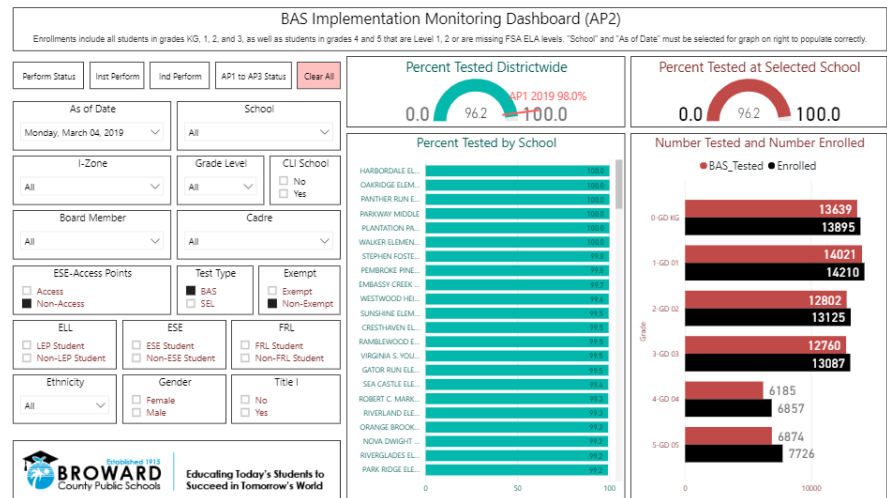 BAS Implementation Monitoring Dashboard (AP2)
Enrollments include all students in grades KG, 1, 2, and 3, as well as students in grades 4 and 5 that are Level 1, 2 or are missing FSA ELA levels. "School" and "As of Date" must be selected for graph on right to populate correctly.
Perform Status
Inst Perform
Ind Perform
AP1 to AP3 Status
Clear All
As of Date
Monday, March 04, 2019
School
All
I-Zone
All
Grade Level
All
CLI School
No
Yes
Board Member
All
Cadre
All
ESE-Access Points
Access
Non-Access
Test Type
BAS
SEL
Exempt
Exempt
Non-Exempt
ELL
LEP Student
Non-LEP Student
ESE
ESE Student
Non-ESE Student
FRL
FRL Student
Non-FRL Student
Ethnicity
All
Gender
Female
Male
Title I
No
Yes
Established 1915
BROWARD
County Public Schools
Educating Today's Students to
Succeed in Tomorrow's World
Percent Tested Districtwide
AP1 2019 98.0%
0.0 96.2 100.0
Percent Tested at Selected School
0.0 96.2 100.0
Percent Tested by School
HARBORDALE EL... 100.0
OAKRIDGE ELEM... 100.0
PANTHER RUN E... 100.0
PARKWAY MIDDLE 100.0
PLANTATION PA... 100.0
WALKER ELEMEN... 100.0
STEPHEN FOSTE... 99.8
PEMBROKE PINE... 99.8
EMBASSY CREEK ... 99.7
WESTWOOD HEI... 99.6
SUNSHINE ELEM... 99.5
CRESTHAVEN EL... 99.5
RAMBLEWOOD E... 99.5
VIRGINIA S. YOU... 99.5
GATOR RUN ELE... 99.5
SEA CASTLE ELE... 99.4
ROBERT C. MARK... 99.3
RIVERLAND ELE... 99.3
ORANGE BROOK... 99.3
NOVA DWIGHT ... 99.2
RIVERGLADES EL... 99.2
PARK RIDGE ELE... 99.2
0 50 100
Number Tested and Number Enrolled
BAS_Tested Enrolled
Grade
0-GD KG
13639
13895
1-GD 01
14021
14210
2-GD 02
12802
13125
3-GD 03
12760
13087
4-GD 04
6185
6857
5-GD 05
6874
7726
0 10000